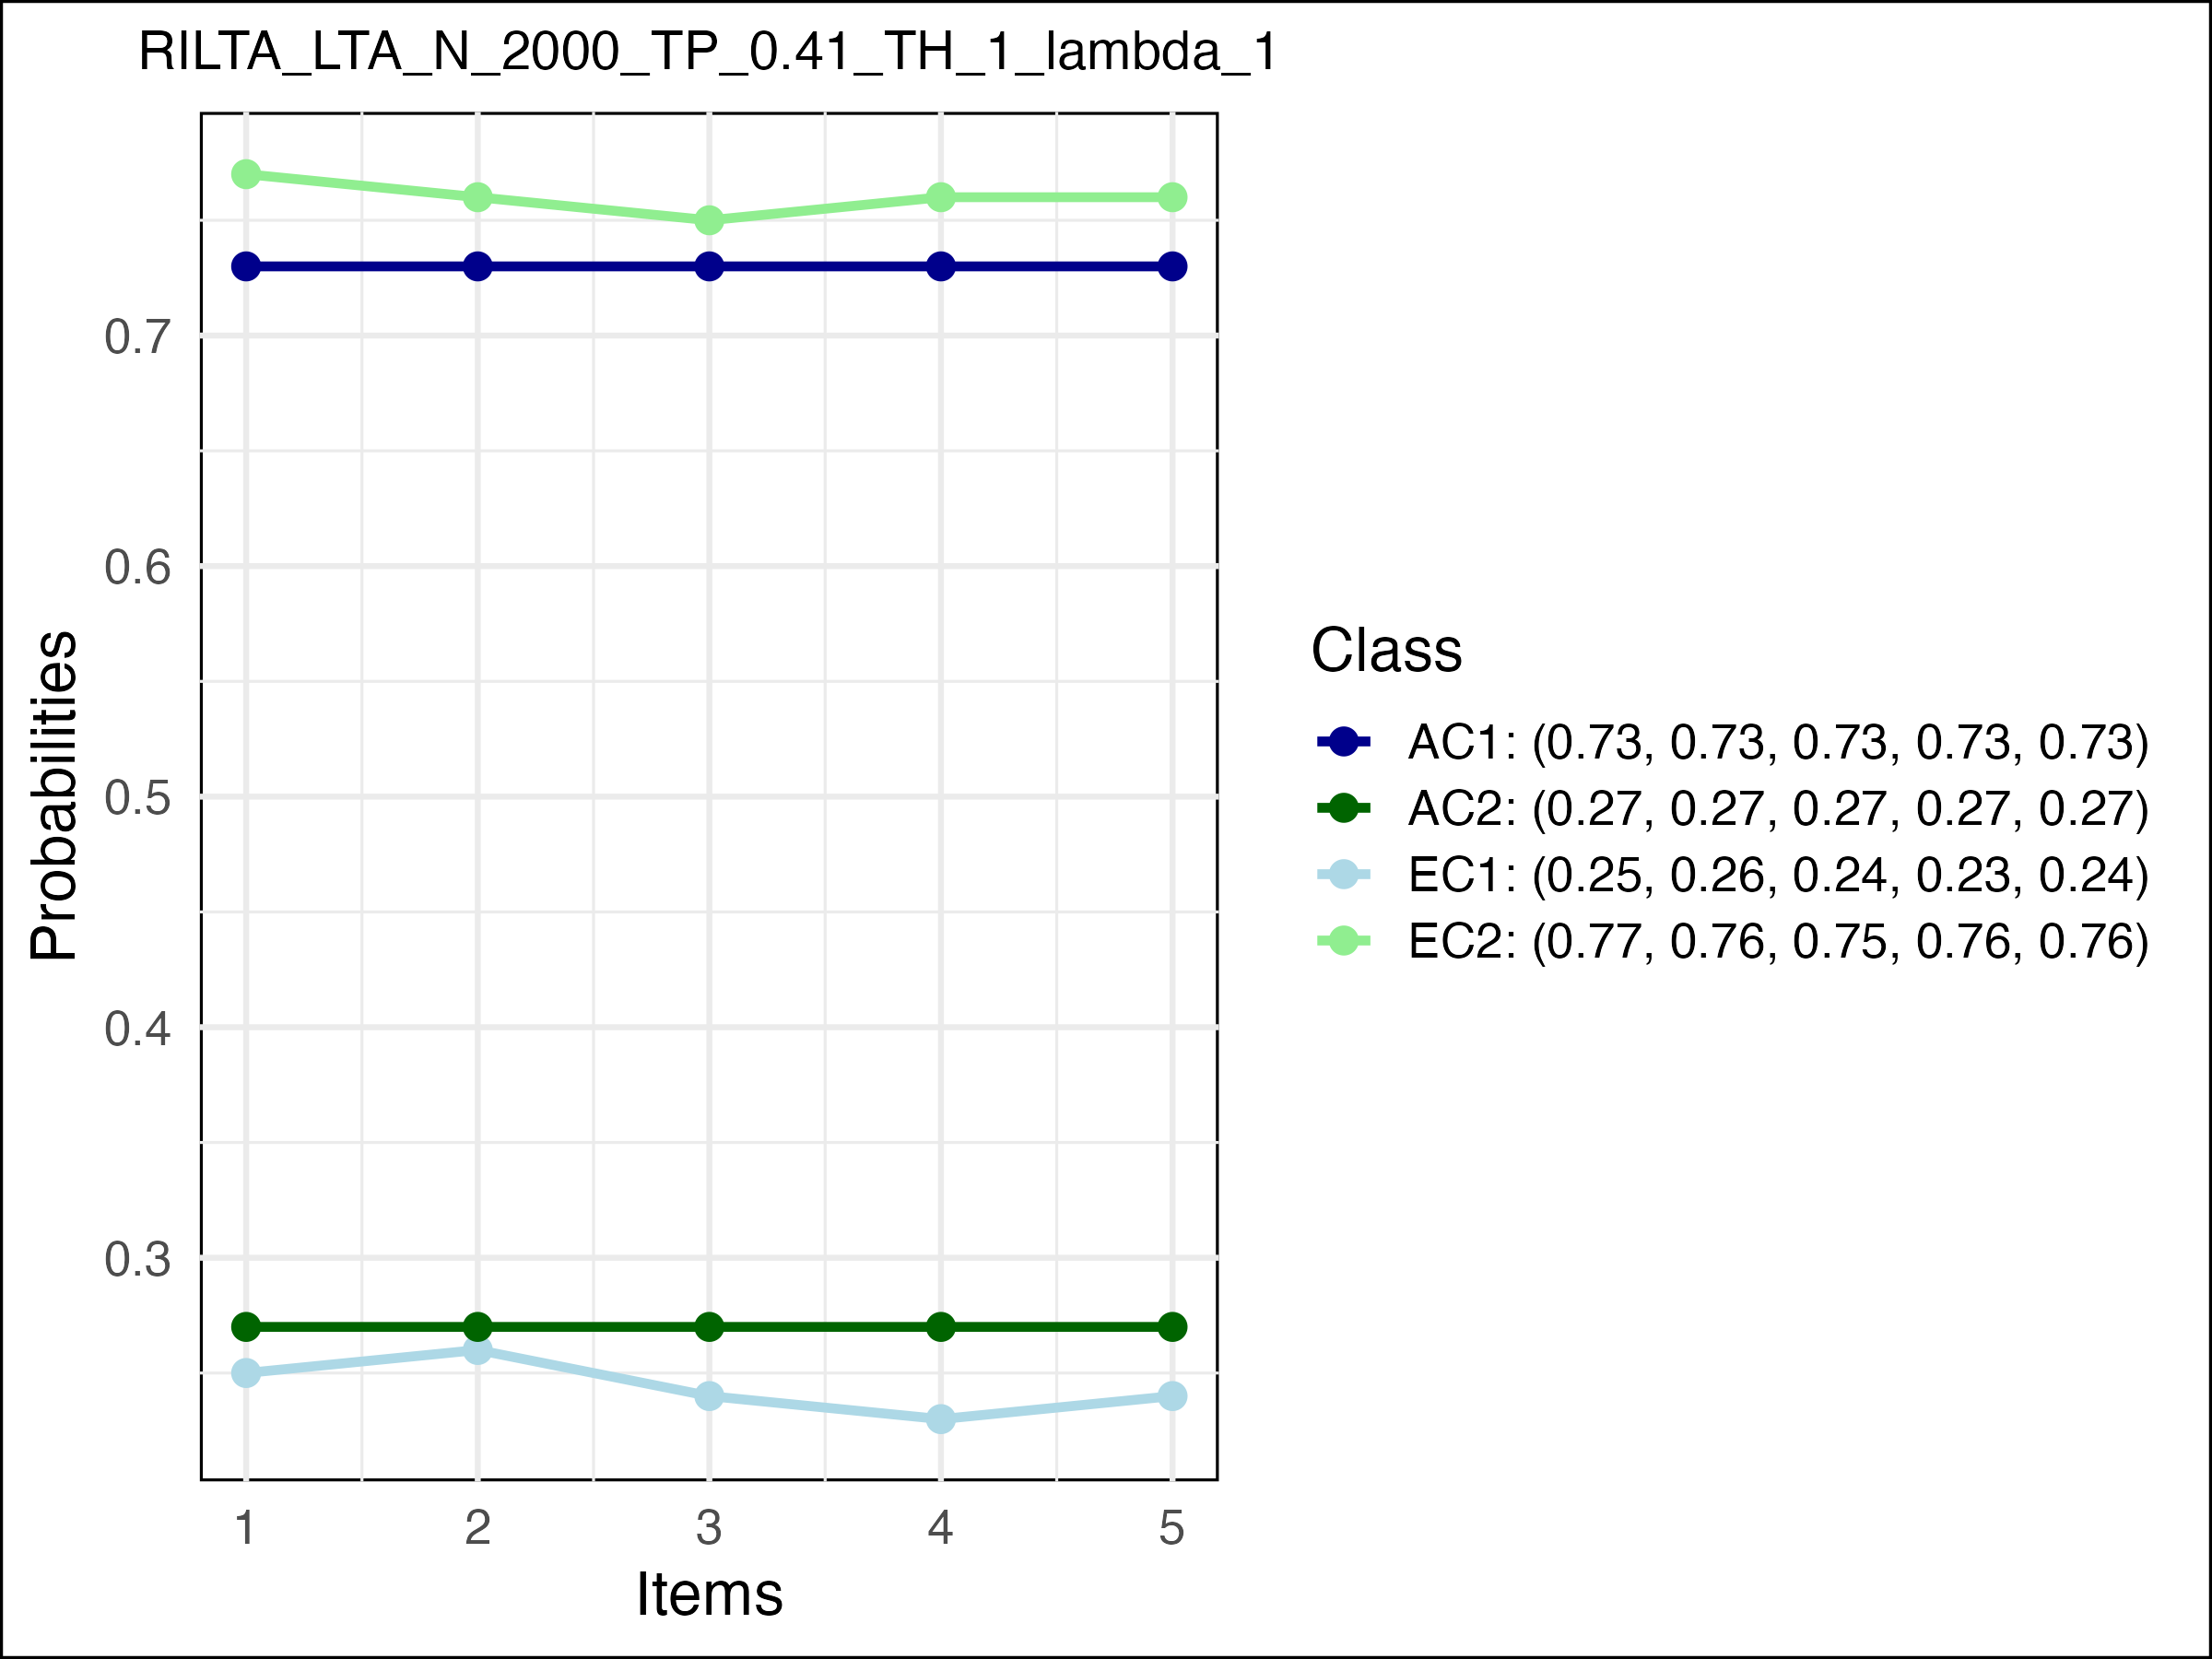 RILTA_LTA_N_2000_TP_0.41_TH_1_lambda_1
Probabilities
0.7
0.6
0.5
0.4
0.3
1 2 3 4 5
Items
Class
AC1: (0.73, 0.73, 0.73, 0.73, 0.73)
AC2: (0.27, 0.27, 0.27, 0.27, 0.27)
EC1: (0.25, 0.26, 0.24, 0.23, 0.24)
EC2: (0.77, 0.76, 0.75, 0.76, 0.76)